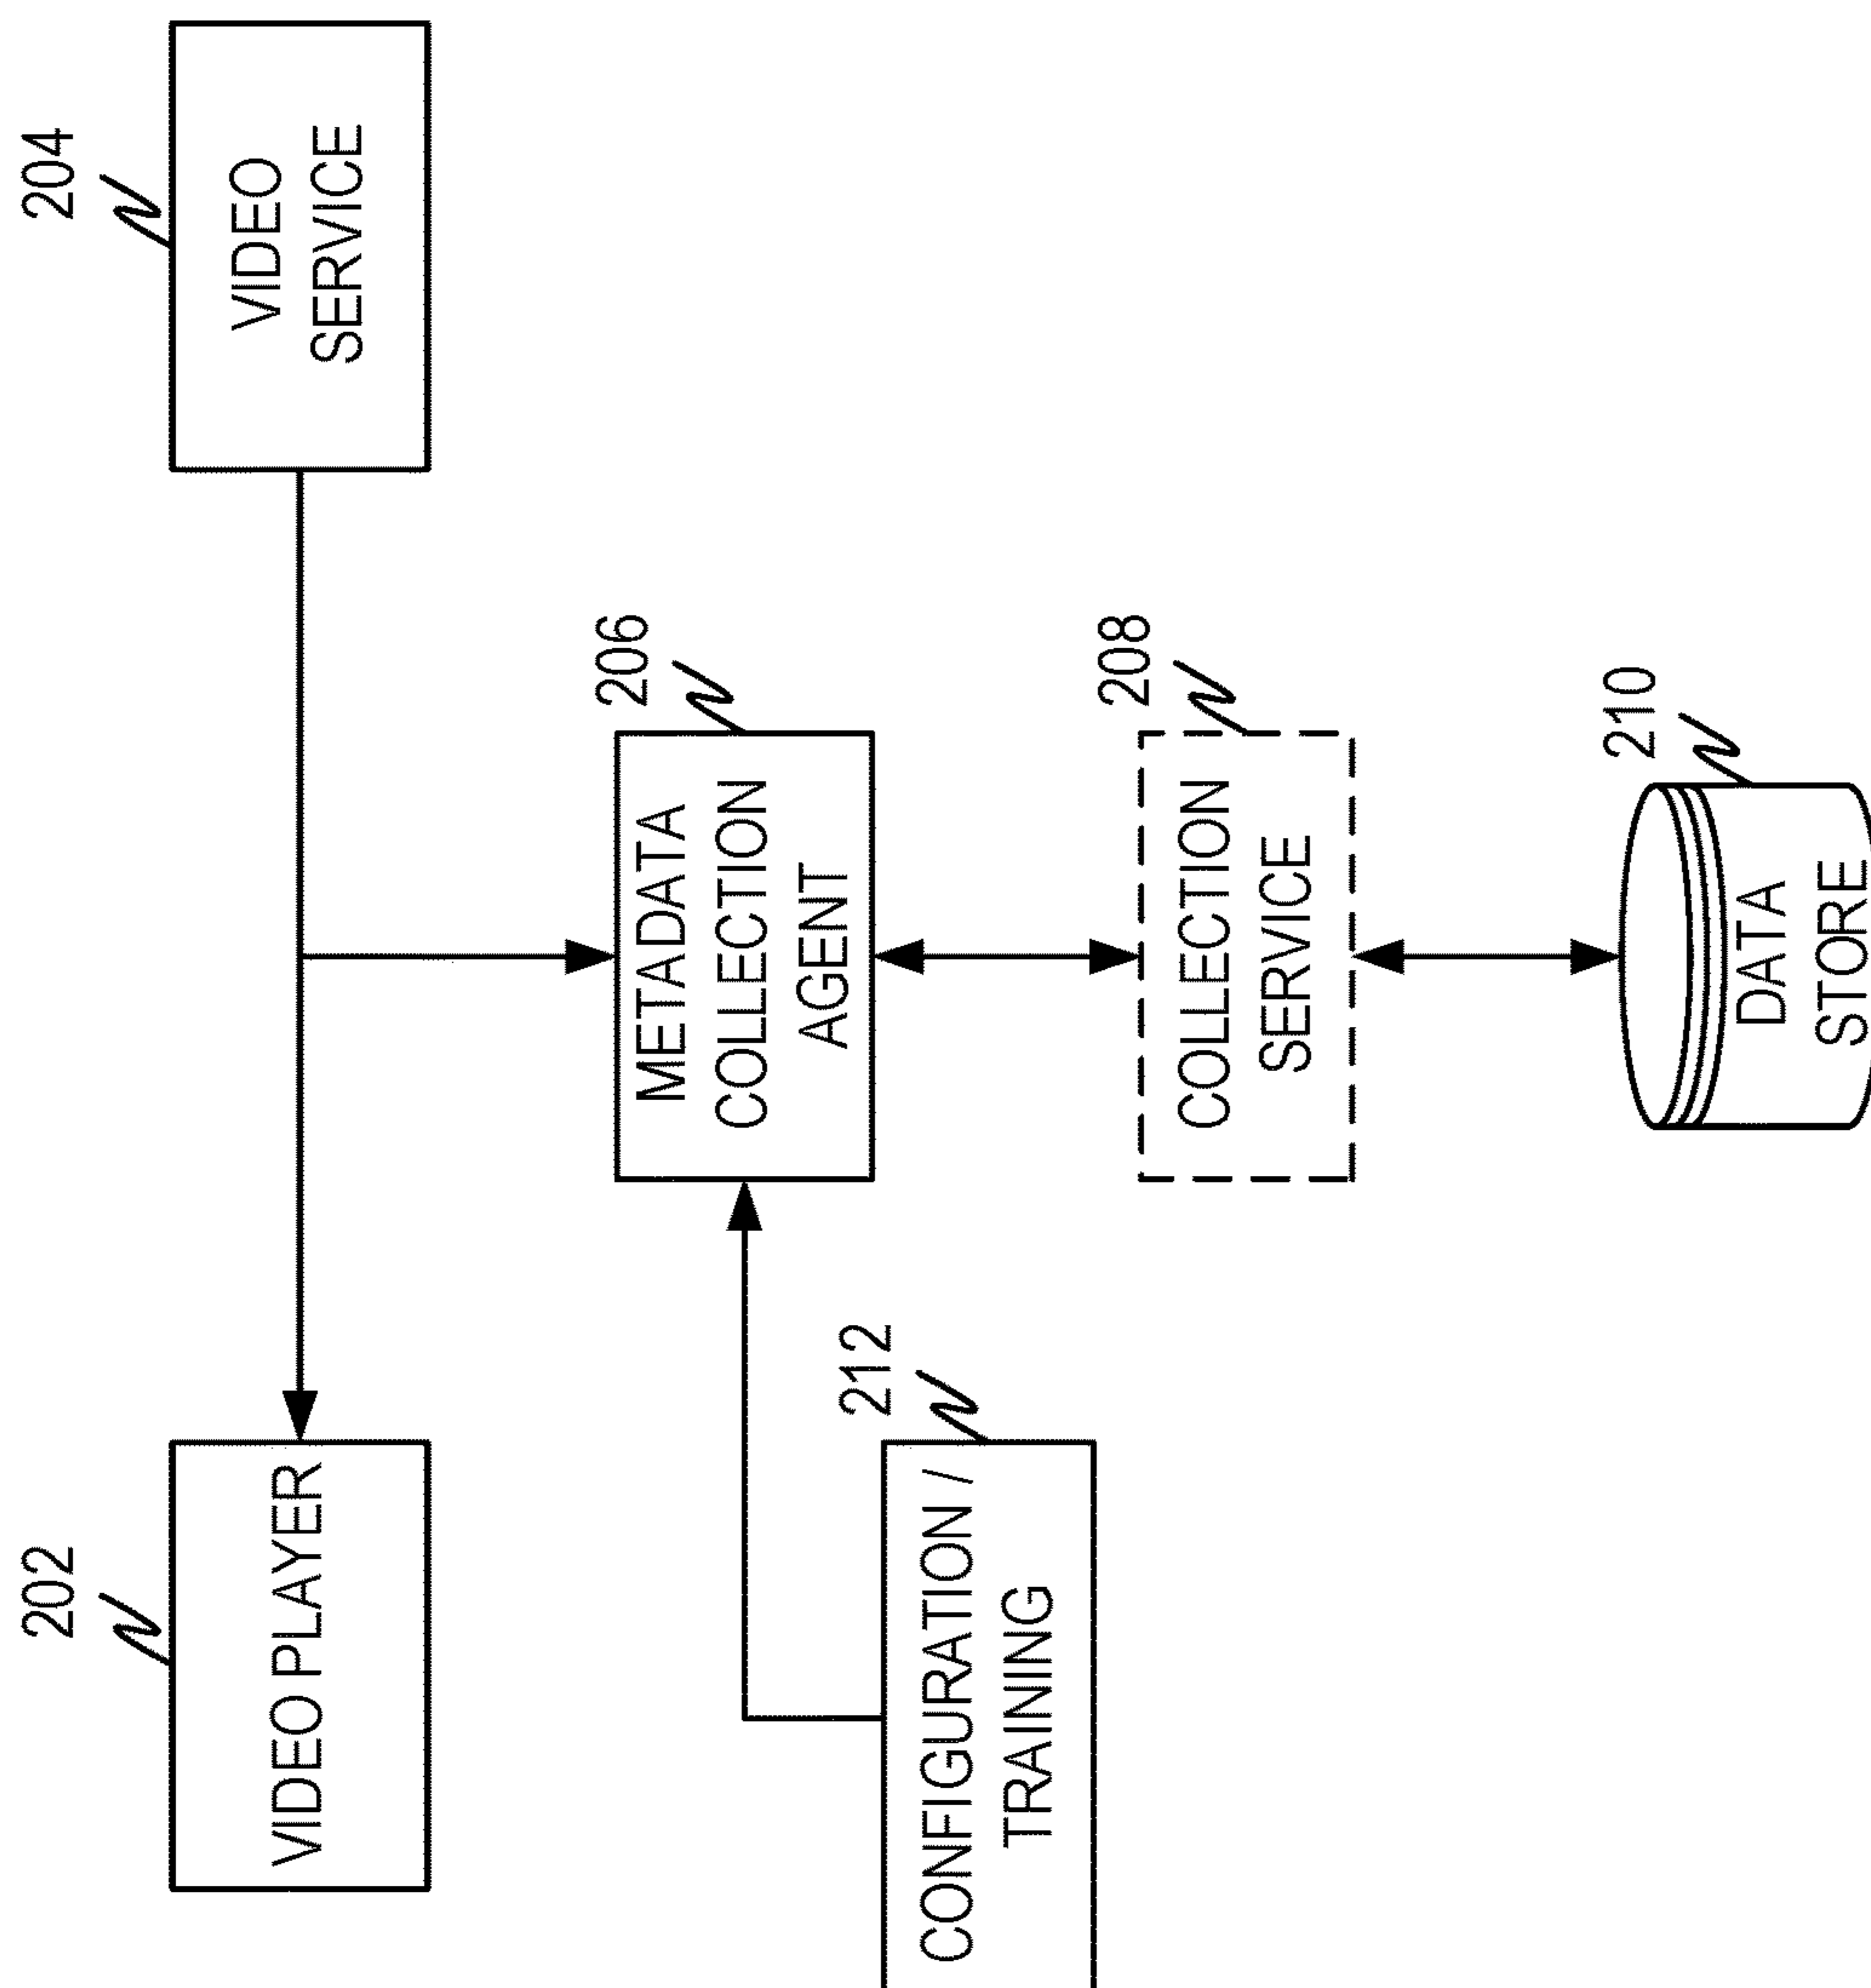 202
204
VIDEO PLAYER
VIDEO
SERVICE
206
METADATA
COLLECTION
AGENT
212
CONFIGURATION /
TRAINING
208
COLLECTION
SERVICE
210
DATA
STORE